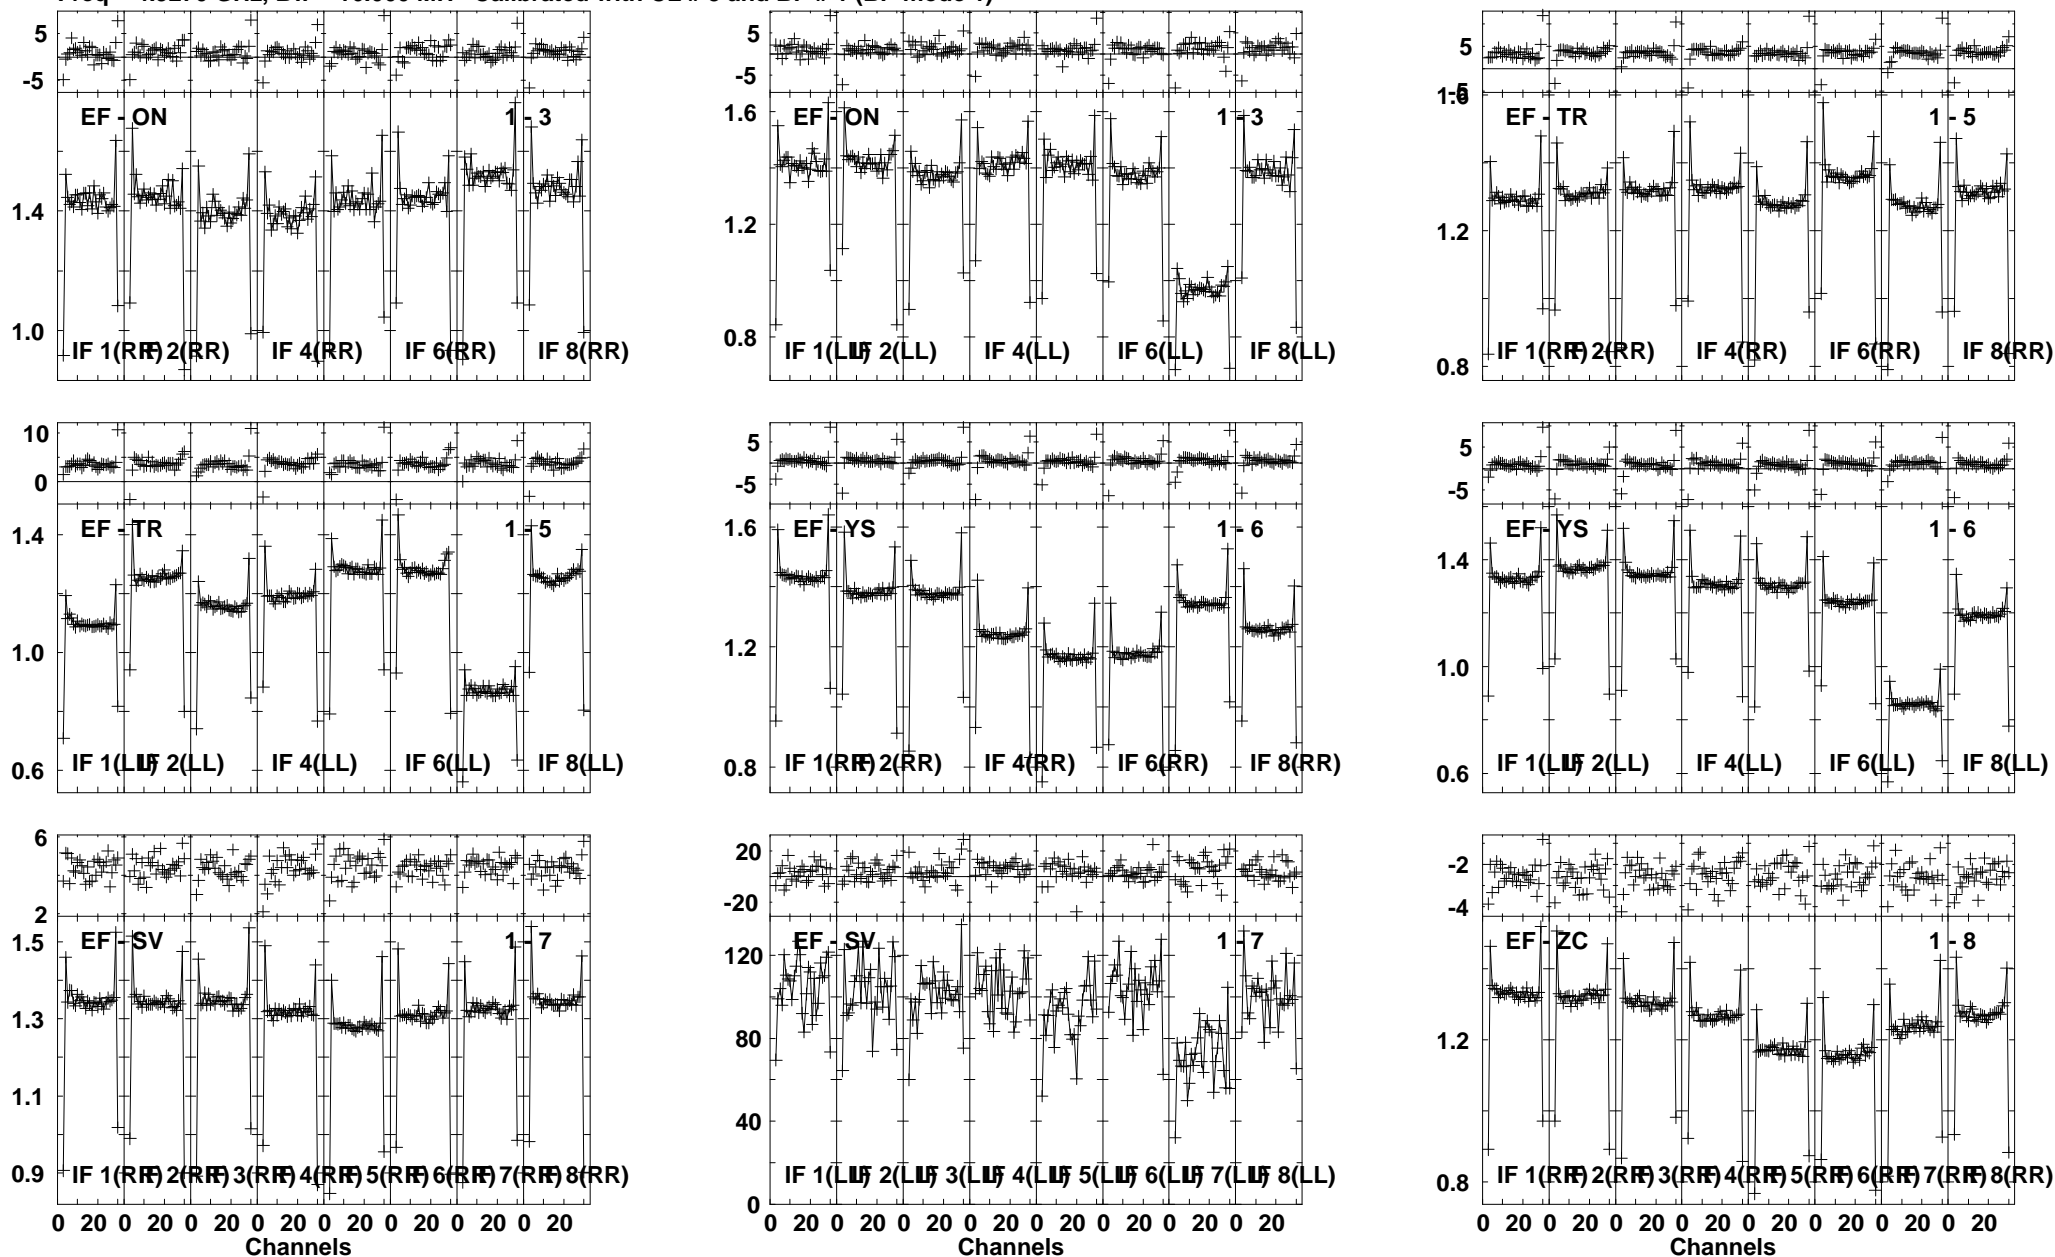 Calibrated with
5
-5
EF - ON
1 - 3
1.4
1.0
IF 1(RR) IF 2(RR) IF 4(RR) IF 6(RR) IF 8(RR)
5
-5
1.6
EF - ON
1 - 3
1.2
0.8
IF 1(LL) IF 2(LL) IF 4(LL) IF 6(LL) IF 8(LL)
5
-5
1.6
EF - TR
1 - 5
1.2
0.8
IF 1(RR) IF 2(RR) IF 4(RR) IF 6(RR) IF 8(RR)
10
0
1.4
EF - TR
1 - 5
1.0
0.6
IF 1(LL) IF 2(LL) IF 4(LL) IF 6(LL) IF 8(LL)
5
-5
1.6
EF - YS
1 - 6
1.2
0.8
IF 1(RR) IF 2(RR) IF 4(RR) IF 6(RR) IF 8(RR)
5
-5
EF - YS
1 - 6
1.4
1.0
0.6
IF 1(LL) IF 2(LL) IF 4(LL) IF 6(LL) IF 8(LL)
6
2
1.5
EF - SV
1 - 7
1.3
1.1
0.9
IF 1(RR) IF 2(RR) IF 3(RR) IF 4(RR) IF 5(RR) IF 6(RR) IF 7(RR) IF 8(RR)
0 20 0 20 0 20 0 20 0 20 0 20 0 20 0 20
Channels
20
-20
120
EF - SV
1 - 7
80
40
0
IF 1(LL) IF 2(LL) IF 3(LL) IF 4(LL) IF 5(LL) IF 6(LL) IF 7(LL) IF 8(LL)
0 20 0 20 0 20 0 20 0 20 0 20 0 20 0 20
Channels
-2
-4
EF - ZC
1 - 8
1.2
0.8
IF 1(RR) IF 2(RR) IF 3(RR) IF 4(RR) IF 5(RR) IF 6(RR) IF 7(RR) IF 8(RR)
0 20 0 20 0 20 0 20 0 20 0 20 0 20 0 20
Channels